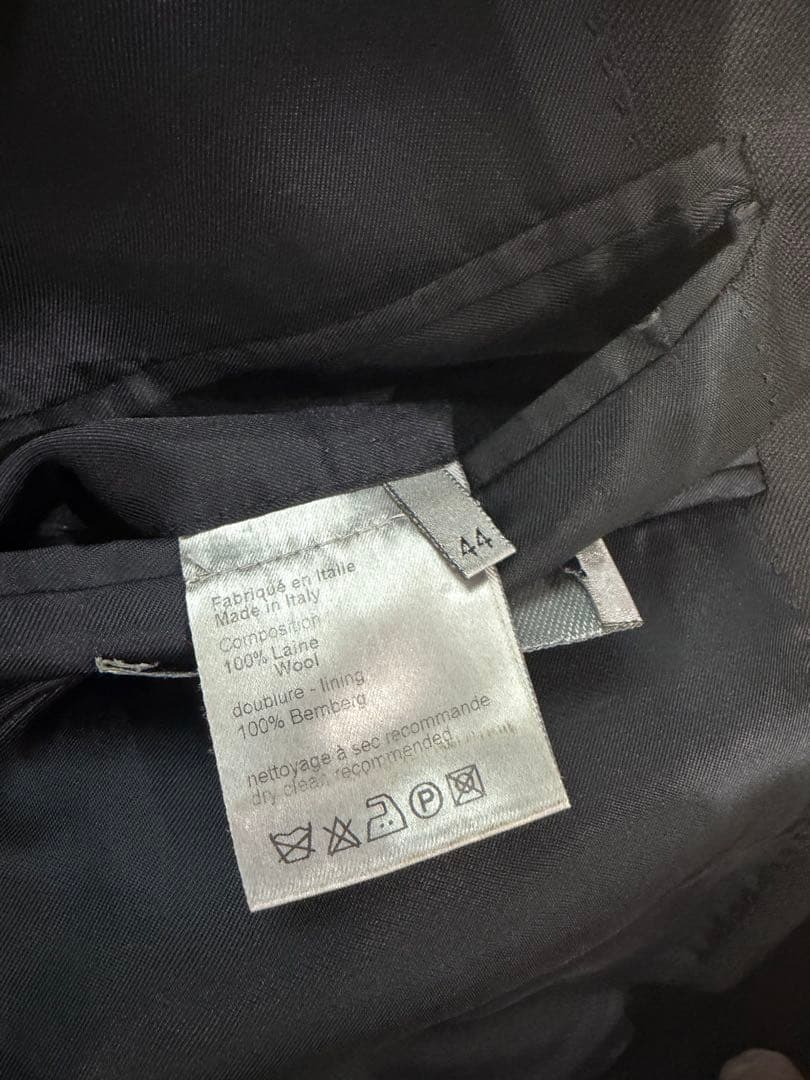 44
Fabriqué en Italie
Made in Italy
Composition
100% Laine
Wool
doublure - lining
100% Bemberg
nettoyage à sec recommande
dry clean recommended
P